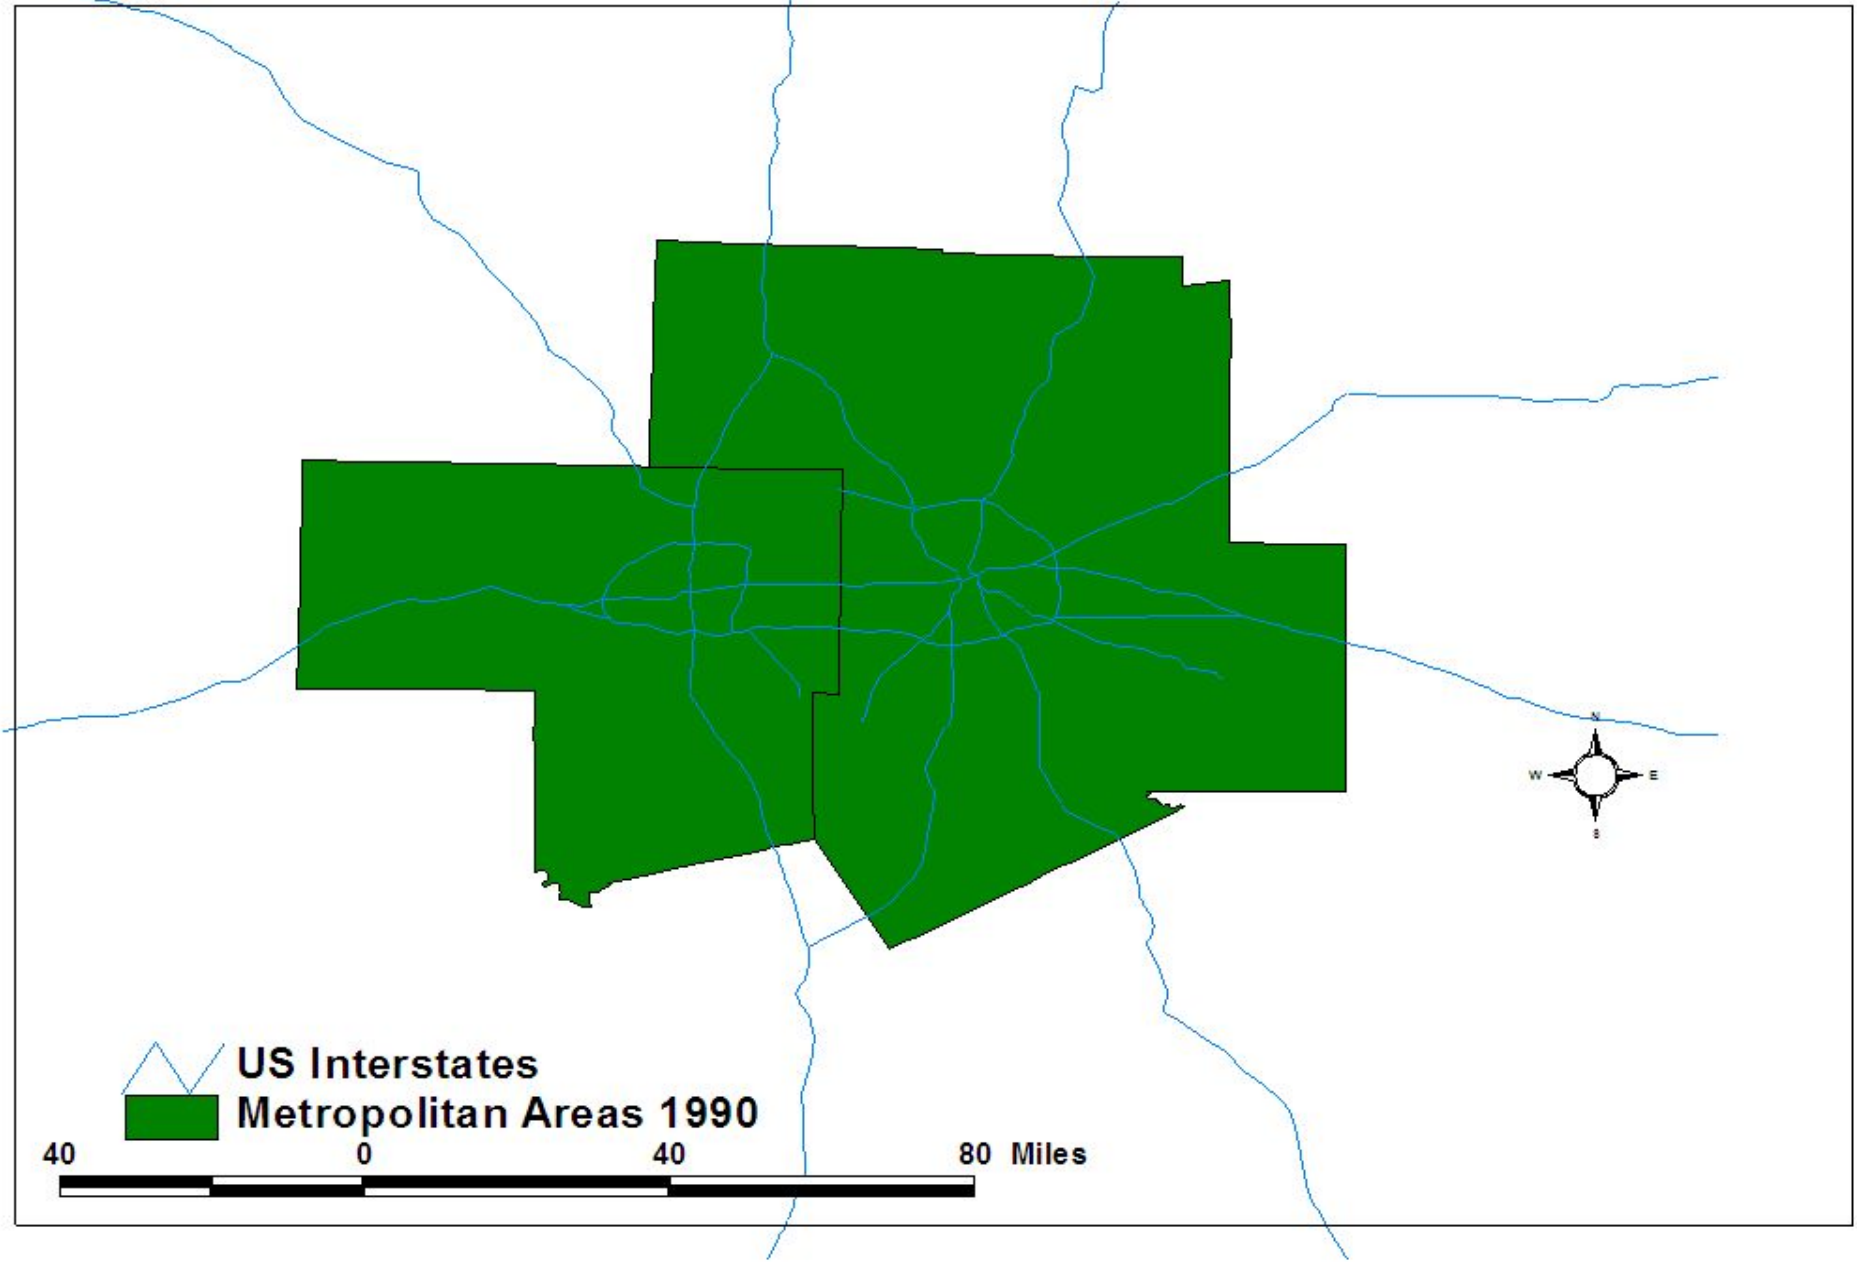 N
W E
S
US Interstates
Metropolitan Areas 1990
40 0 40 80 Miles